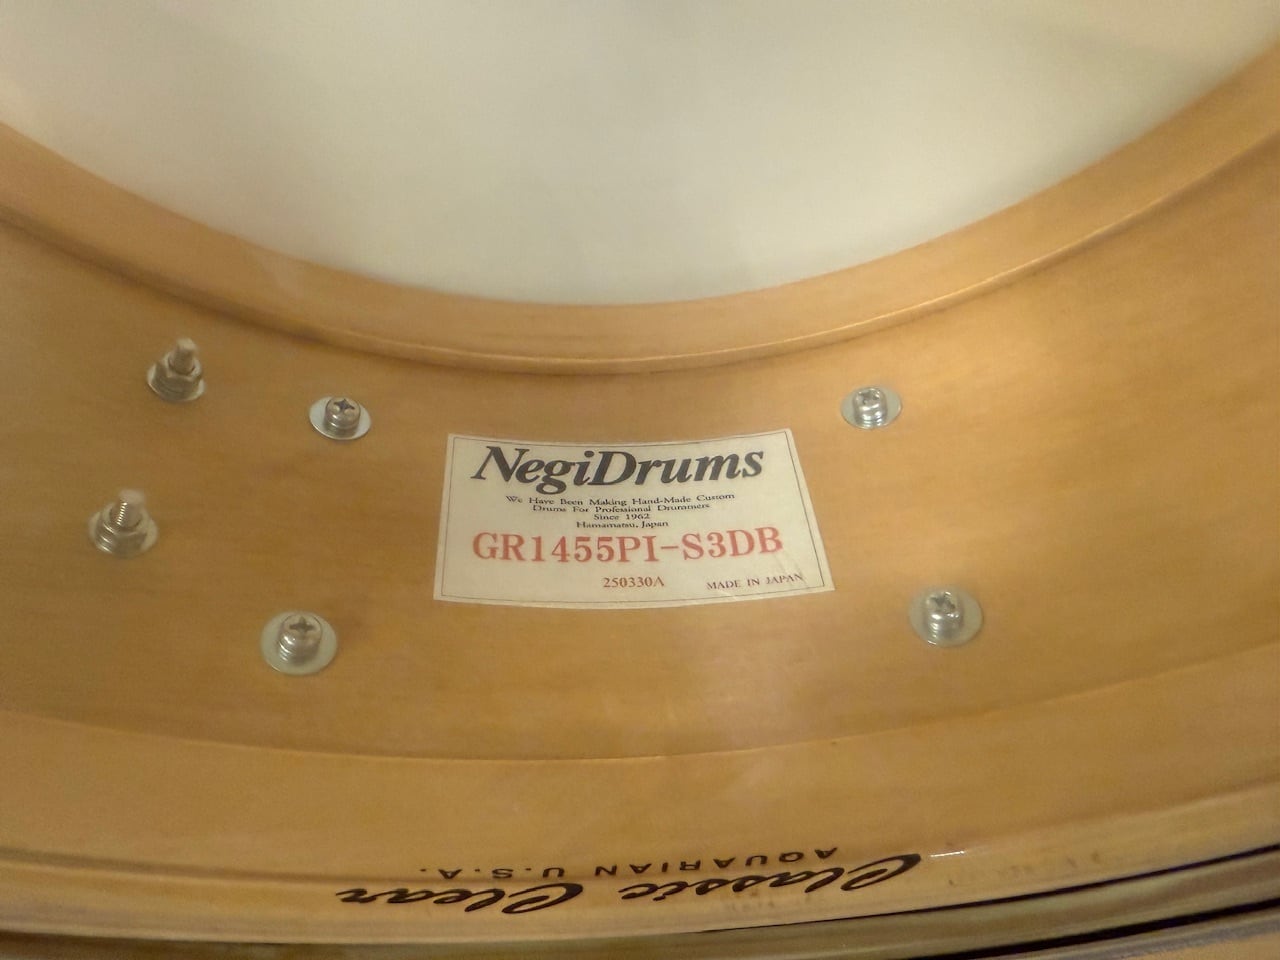 NegiDrums
We Have Been Making Hand-Made Custom
Drums For Professional Drummers
Since 1962
Hamamatsu, Japan
GR1455PI-S3DB
250330A MADE IN JAPAN
Classic Clear
AQUARIAN U.S.A.